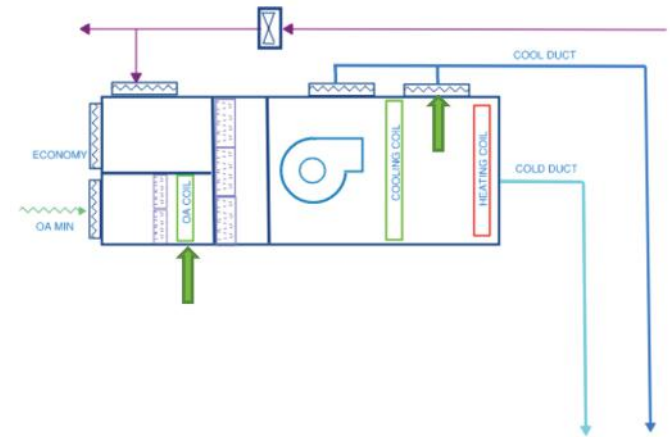 COOL DUCT
ECONOMY
OA COIL
COOLING COIL
HEATING COIL
COLD DUCT
OA MIN